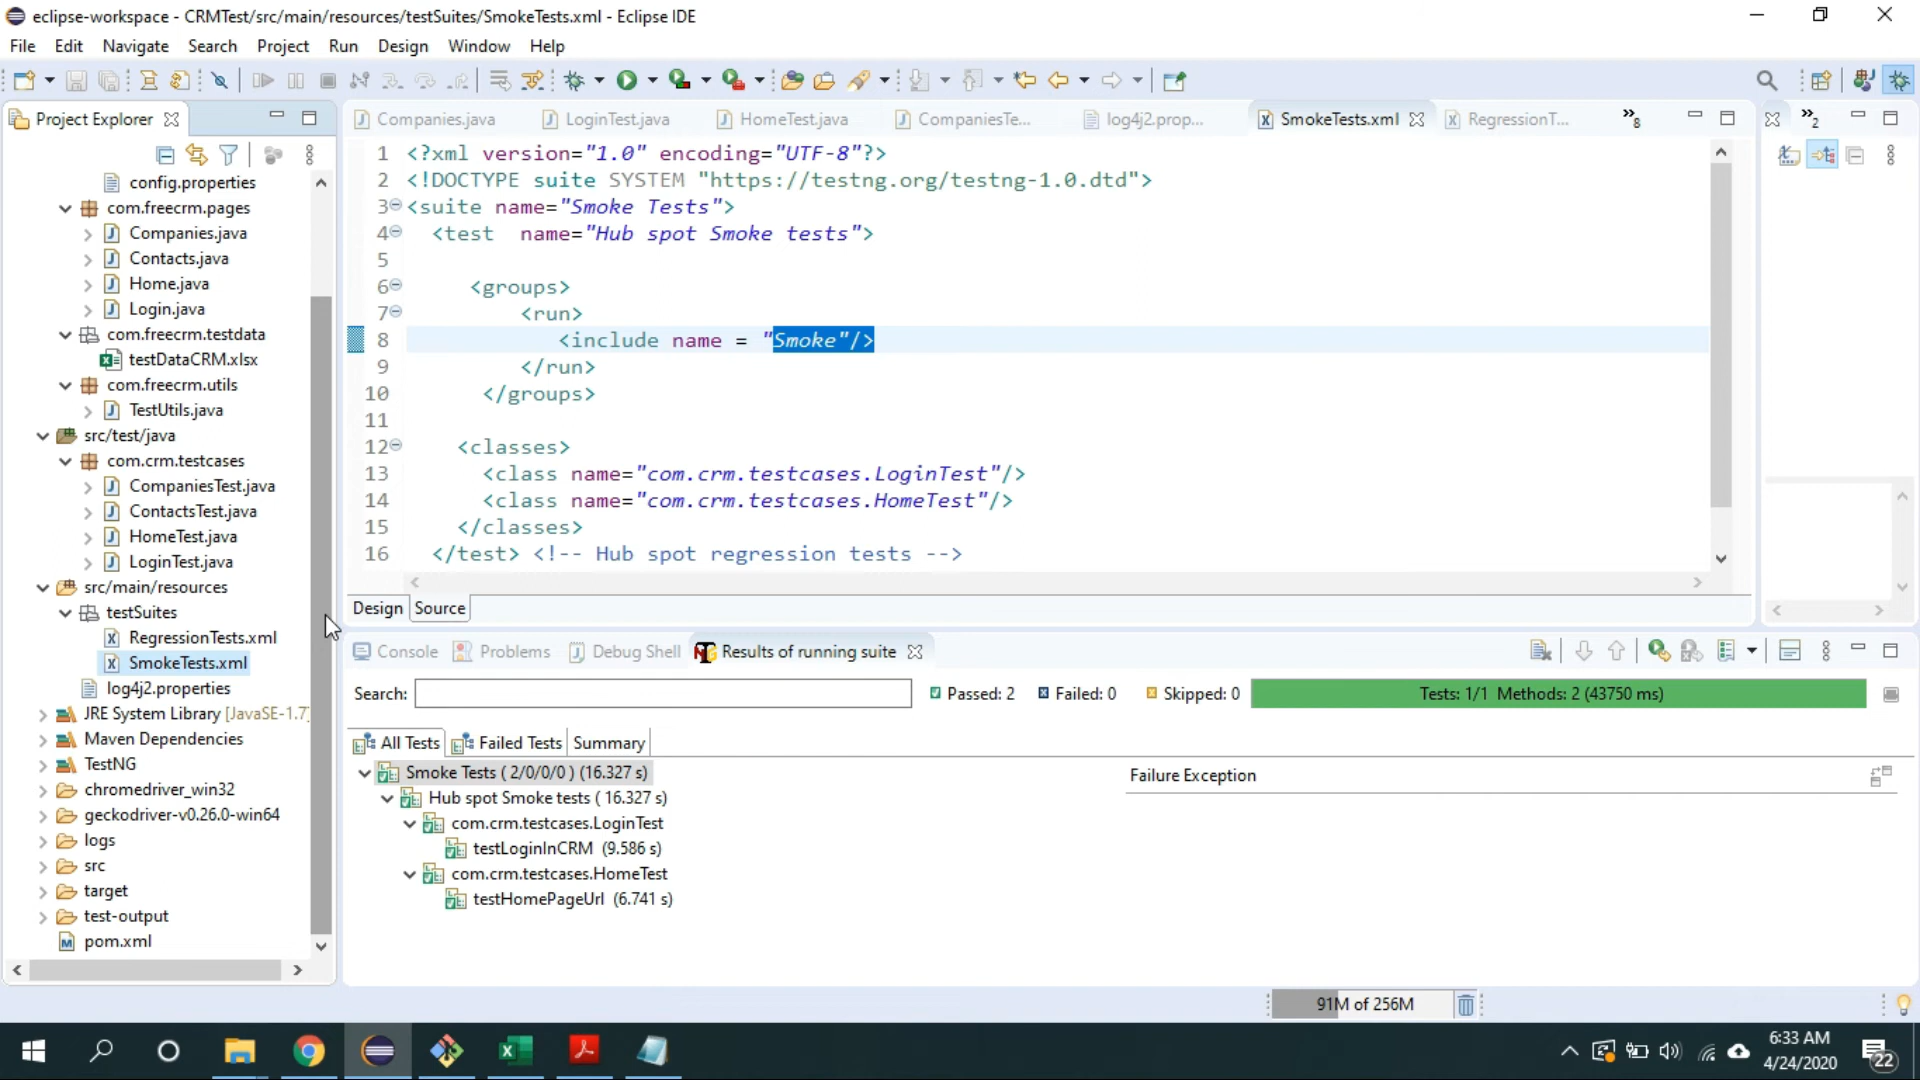 eclipse-workspace - CRMTest/src/main/resources/testSuites/SmokeTests.xml - Eclipse IDE
File Edit Navigate Search Project Run Design Window Help
Project Explorer
config.properties
com.freecrm.pages
Companies.java
Contacts.java
Home.java
Login.java
com.freecrm.testdata
testDataCRM.xlsx
com.freecrm.utils
TestUtils.java
src/test/java
com.crm.testcases
CompaniesTest.java
ContactsTest.java
HomeTest.java
LoginTest.java
src/main/resources
testSuites
RegressionTests.xml
SmokeTests.xml
log4j2.properties
JRE System Library [JavaSE-1.7]
Maven Dependencies
TestNG
chromedriver_win32
geckodriver-v0.26.0-win64
logs
src
target
test-output
pom.xml
Companies.java LoginTest.java HomeTest.java CompaniesTe... log4j2.prop... SmokeTests.xml RegressionT... »8
»2
1 <?xml version="1.0" encoding="UTF-8"?>
2 <!DOCTYPE suite SYSTEM "https://testng.org/testng-1.0.dtd">
3 <suite name="Smoke Tests">
4 <test name="Hub spot Smoke tests">
5
6 <groups>
7 <run>
8 <include name = "Smoke"/>
9 </run>
10 </groups>
11
12 <classes>
13 <class name="com.crm.testcases.LoginTest"/>
14 <class name="com.crm.testcases.HomeTest"/>
15 </classes>
16 </test> <!-- Hub spot regression tests -->
Design Source
Console Problems Debug Shell Results of running suite
Search: Passed: 2 Failed: 0 Skipped: 0 Tests: 1/1 Methods: 2 (43750 ms)
All Tests Failed Tests Summary
Smoke Tests ( 2/0/0/0 ) (16.327 s)
Hub spot Smoke tests ( 16.327 s)
com.crm.testcases.LoginTest
testLoginInCRM (9.586 s)
com.crm.testcases.HomeTest
testHomePageUrl (6.741 s)
Failure Exception
91M of 256M
6:33 AM
4/24/2020
22